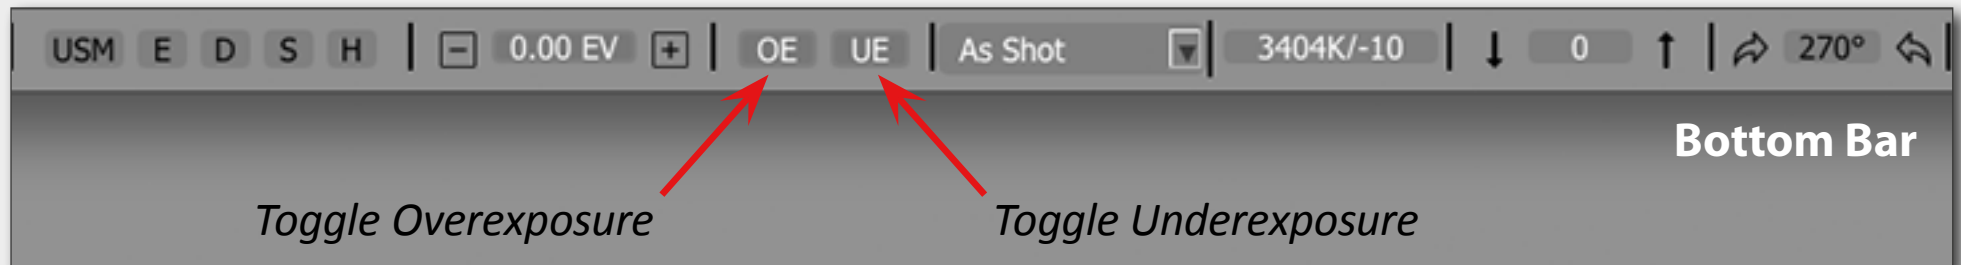 USM E D S H − 0.00 EV + OE UE As Shot 3404K/-10 0 270°
Bottom Bar
Toggle Overexposure Toggle Underexposure